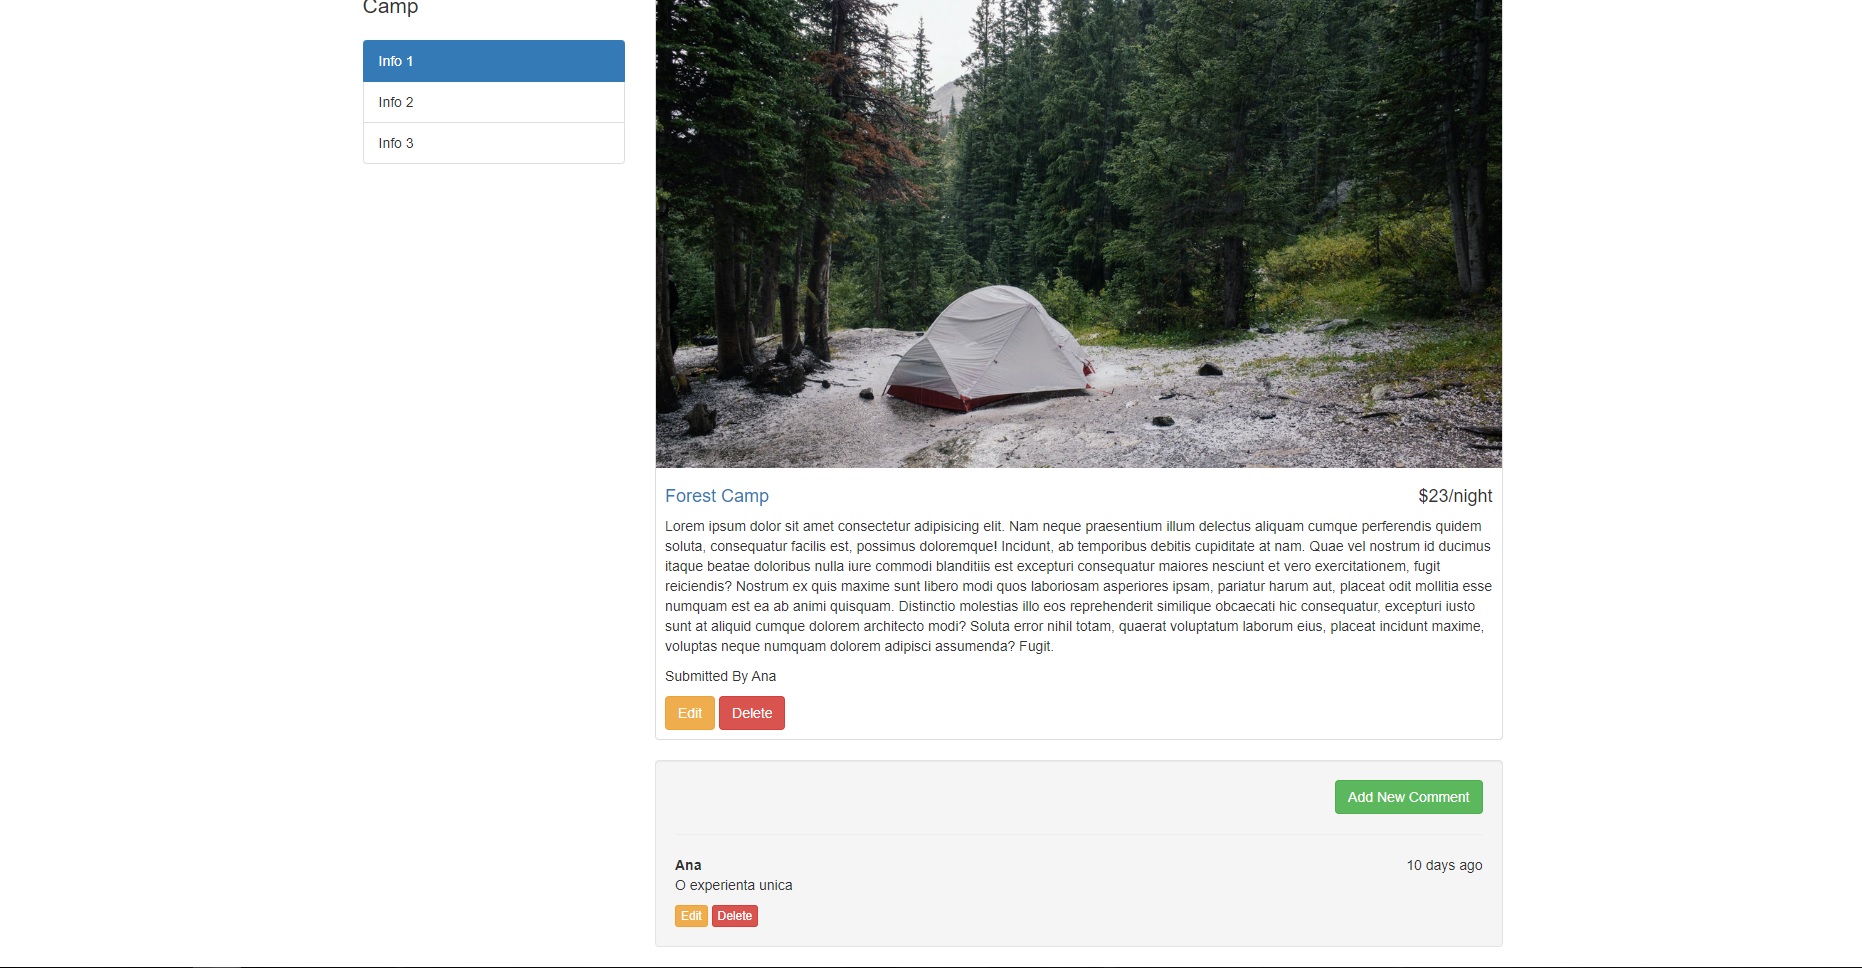 Camp
Info 1
Info 2
Info 3
Forest Camp
$23/night
Lorem ipsum dolor sit amet consectetur adipisicing elit. Nam neque praesentium illum delectus aliquam cumque perferendis quidem
soluta, consequatur facilis est, possimus doloremque! Incidunt, ab temporibus debitis cupiditate at nam. Quae vel nostrum id ducimus
itaque beatae doloribus nulla iure commodi blanditiis est excepturi consequatur maiores nesciunt et vero exercitationem, fugit
reiciendis? Nostrum ex quis maxime sunt libero modi quos laboriosam asperiores ipsam, pariatur harum aut, placeat odit mollitia esse
numquam est ea ab animi quisquam. Distinctio molestias illo eos reprehenderit similique obcaecati hic consequatur, excepturi iusto
sunt at aliquid cumque dolorem architecto modi? Soluta error nihil totam, quaerat voluptatum laborum eius, placeat incidunt maxime,
voluptas neque numquam dolorem adipisci assumenda? Fugit.
Submitted By Ana
Edit Delete
Add New Comment
Ana
10 days ago
O experienta unica
Edit Delete